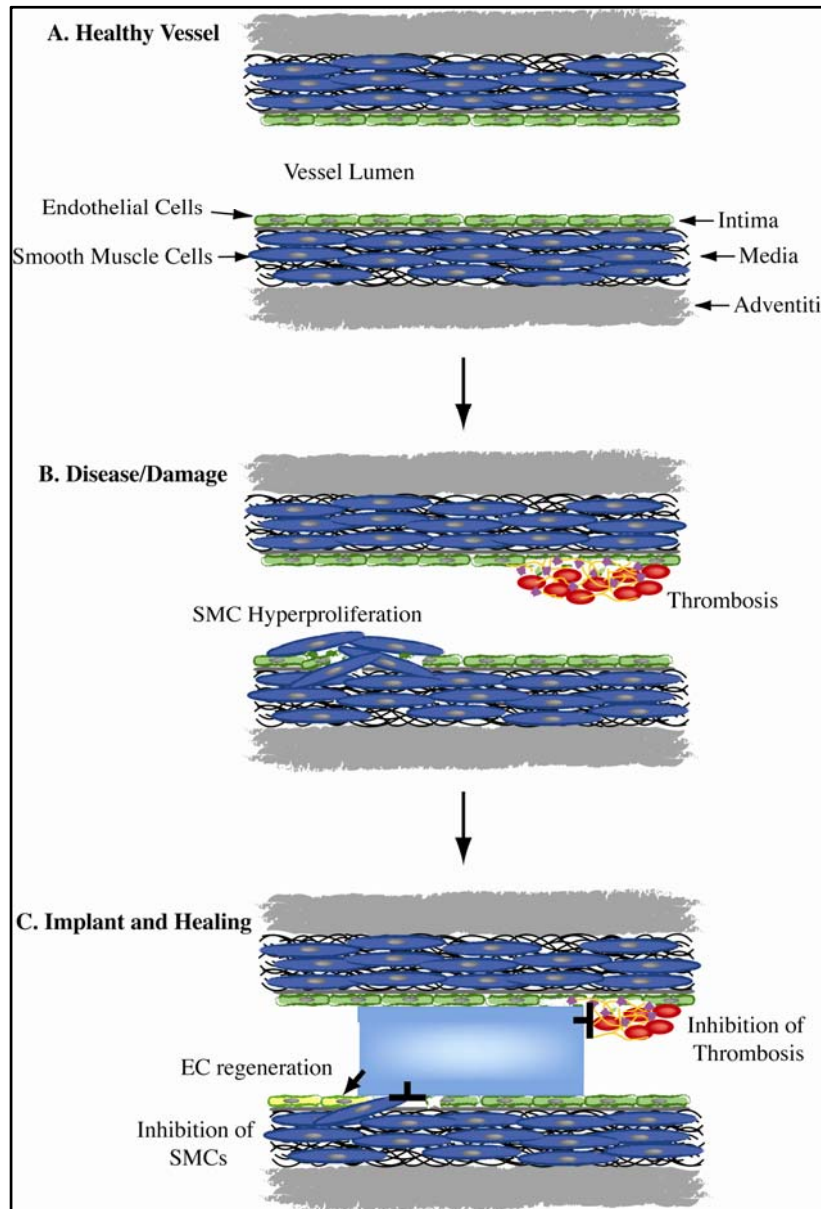 A. Healthy Vessel
Vessel Lumen
Endothelial Cells
Intima
Smooth Muscle Cells
Media
Adventiti
B. Disease/Damage
Thrombosis
SMC Hyperproliferation
C. Implant and Healing
Inhibition of
Thrombosis
EC regeneration
Inhibition of
SMCs